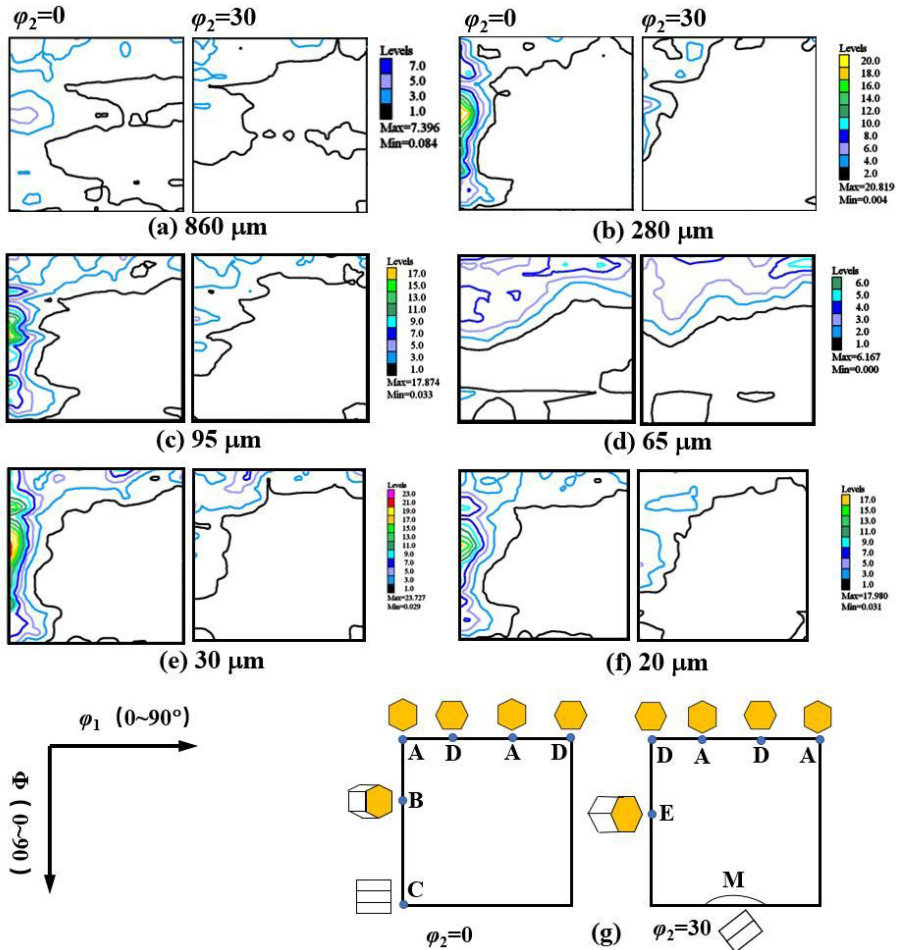 φ₂=0
φ₂=30
Levels
7.0
5.0
3.0
1.0
Max=7.396
Min=0.084
(a) 860 μm
φ₂=0
φ₂=30
Levels
20.0
18.0
16.0
14.0
12.0
10.0
8.0
6.0
4.0
2.0
Max=20.819
Min=0.004
(b) 280 μm
Levels
17.0
15.0
13.0
11.0
9.0
7.0
5.0
3.0
1.0
Max=17.874
Min=0.033
(c) 95 μm
Levels
6.0
5.0
4.0
3.0
2.0
1.0
Max=6.167
Min=0.000
(d) 65 μm
Levels
23.0
21.0
19.0
17.0
15.0
13.0
11.0
9.0
7.0
5.0
3.0
1.0
Max=23.727
Min=0.029
(e) 30 μm
Levels
17.0
15.0
13.0
11.0
9.0
7.0
5.0
3.0
1.0
Max=17.980
Min=0.031
(f) 20 μm
φ₁ (0~90°)
Φ (0~90)
A D A D
B
C
φ₂=0
D A D A
E
M
φ₂=30
(g)